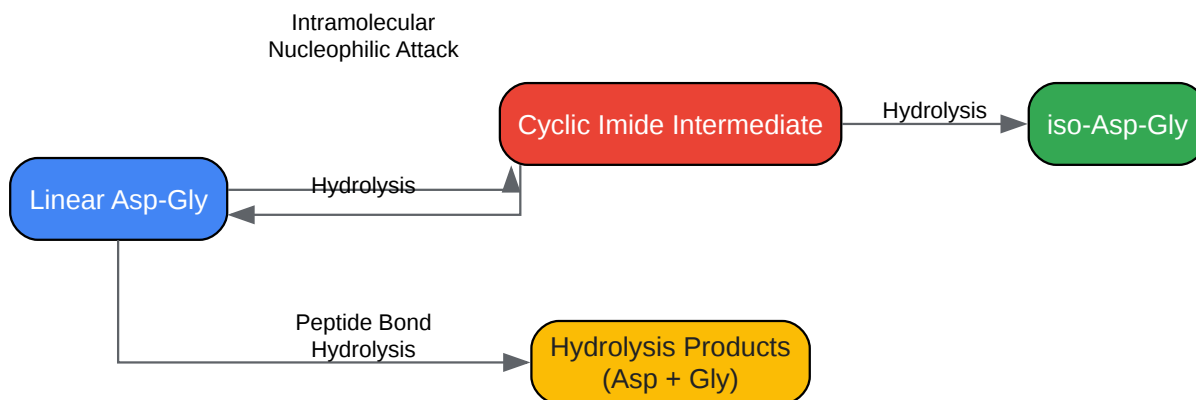 Intramolecular
Nucleophilic Attack
Cyclic Imide Intermediate
Hydrolysis
iso-Asp-Gly
Linear Asp-Gly
Hydrolysis
Peptide Bond
Hydrolysis
Hydrolysis Products
(Asp + Gly)